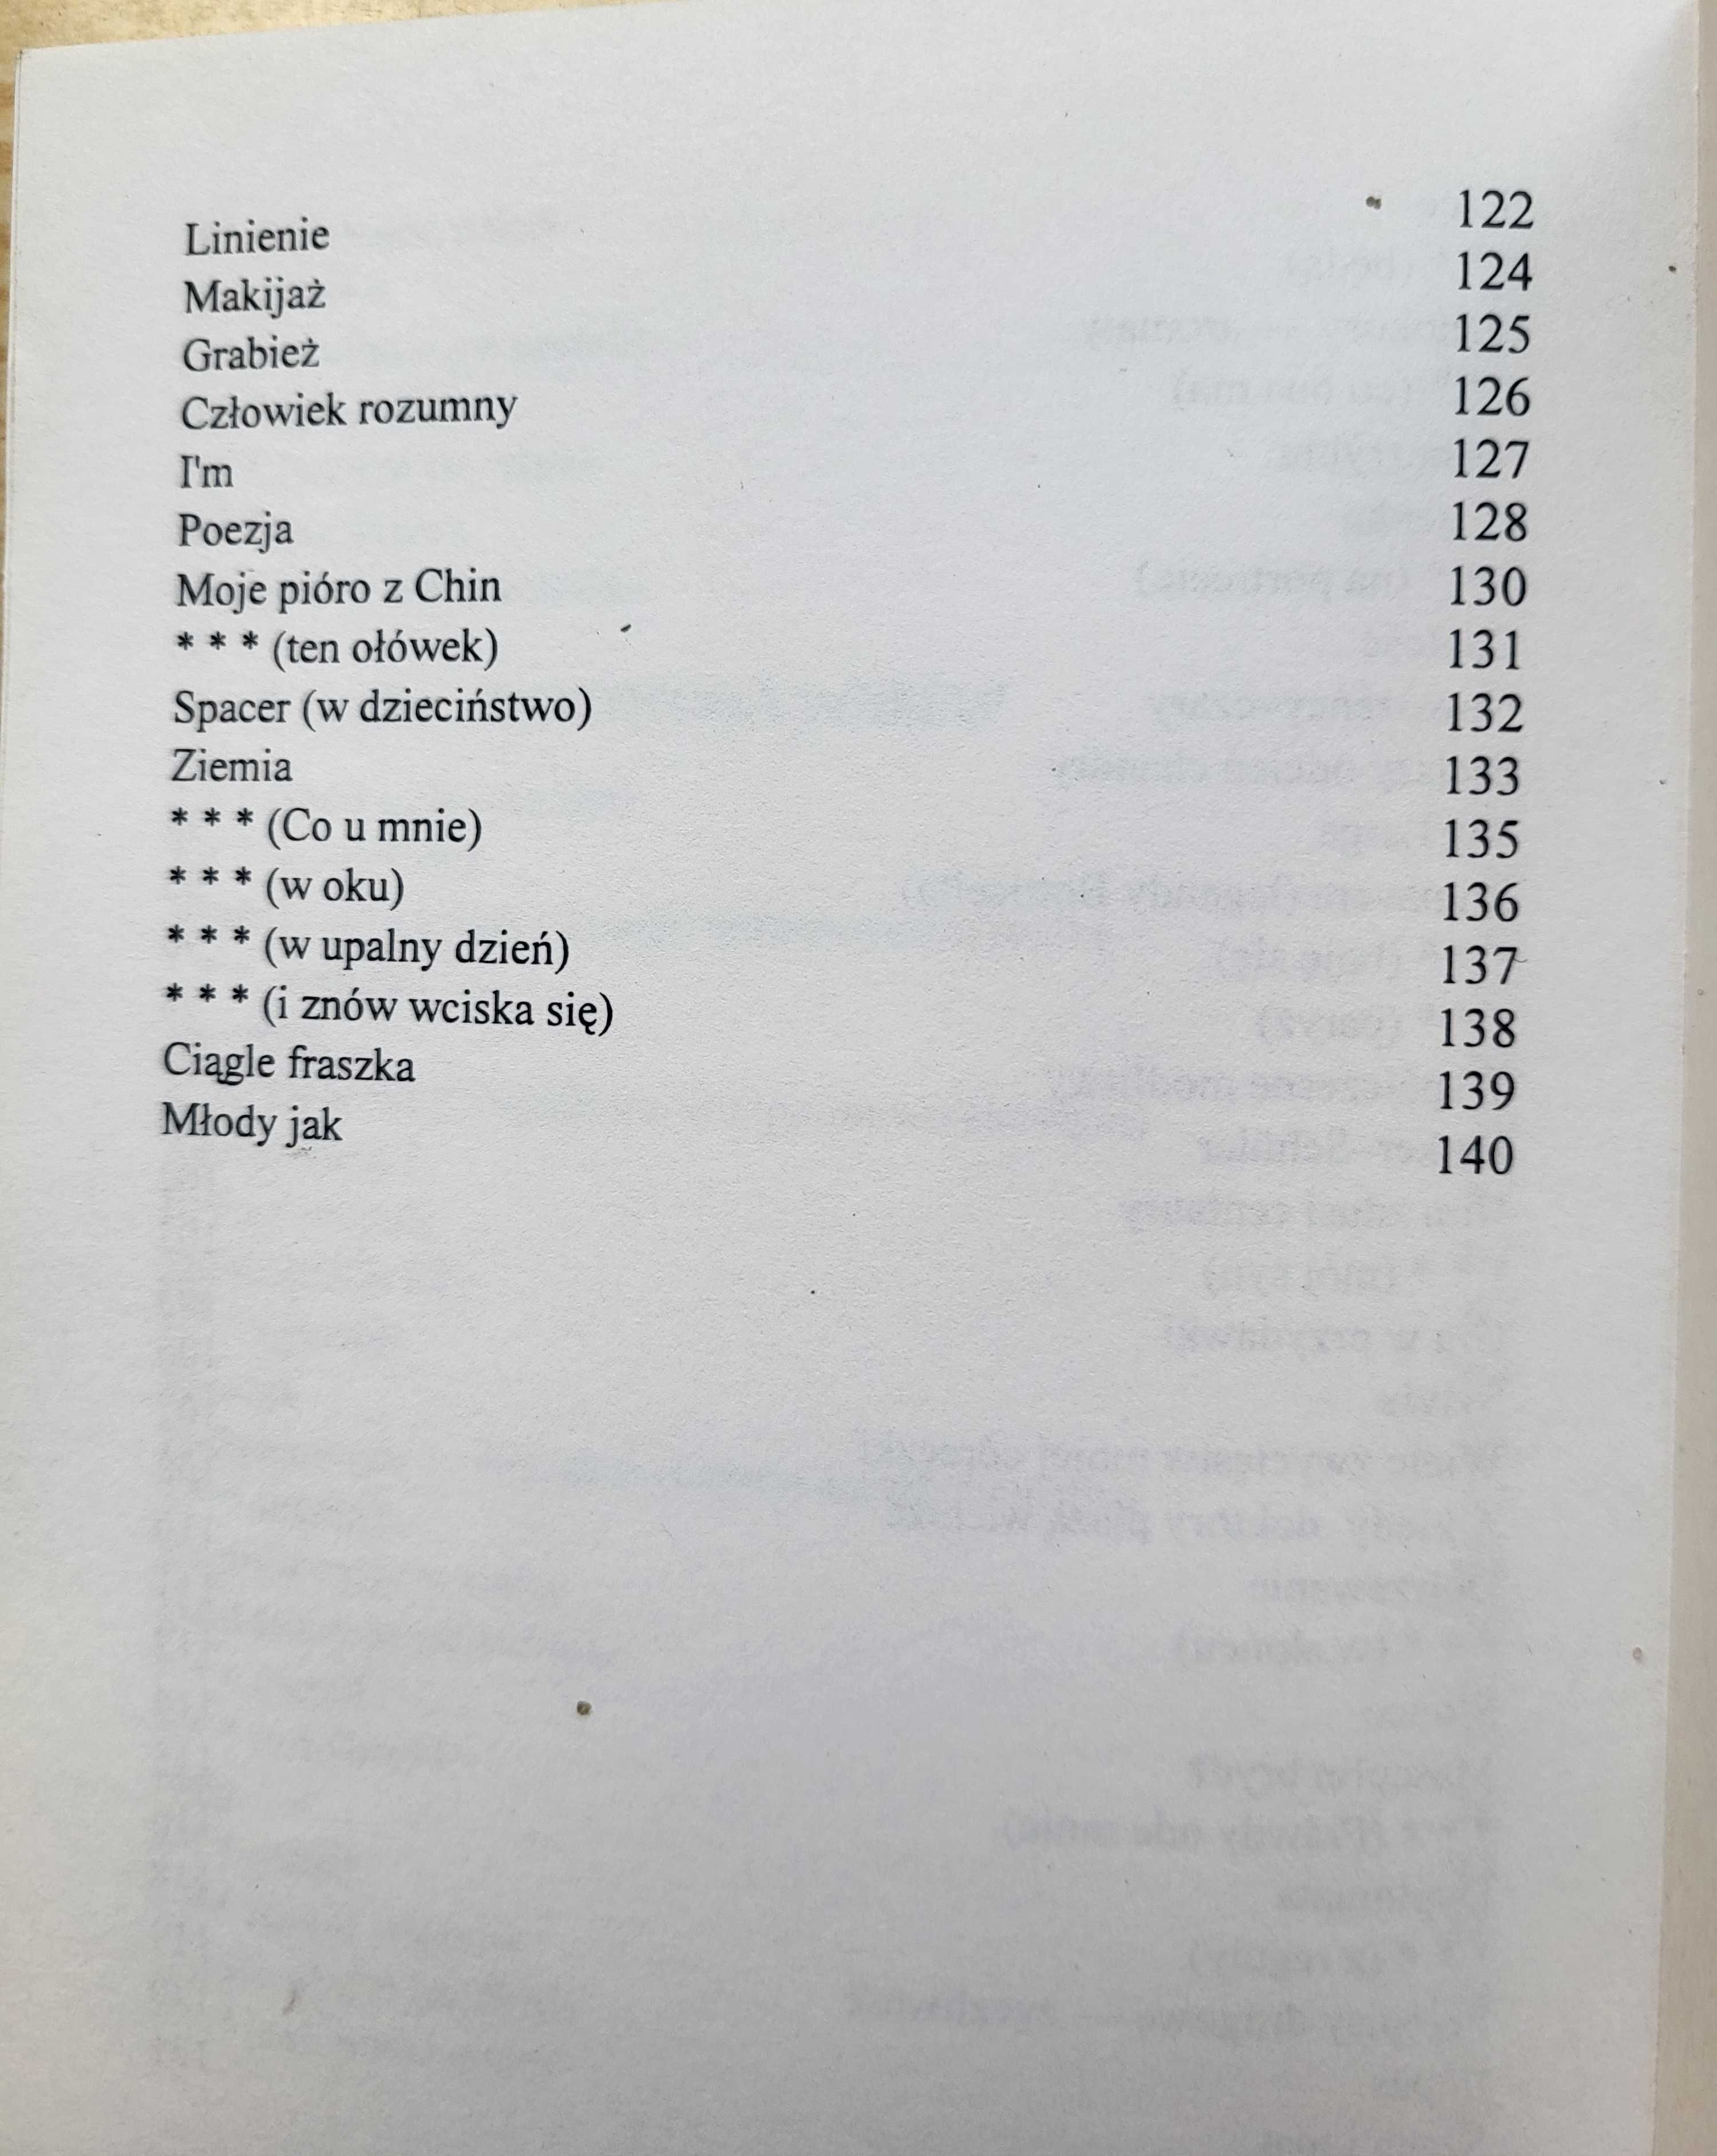 Linienie 122
Makijaż 124
Grabież 125
Człowiek rozumny 126
I'm 127
Poezja 128
Moje pióro z Chin 130
* * * (ten ołówek) 131
Spacer (w dzieciństwo) 132
Ziemia 133
* * * (Co u mnie) 135
* * * (w oku) 136
* * * (w upalny dzień) 137
* * * (i znów wciska się) 138
Ciągle fraszka 139
Młody jak 140